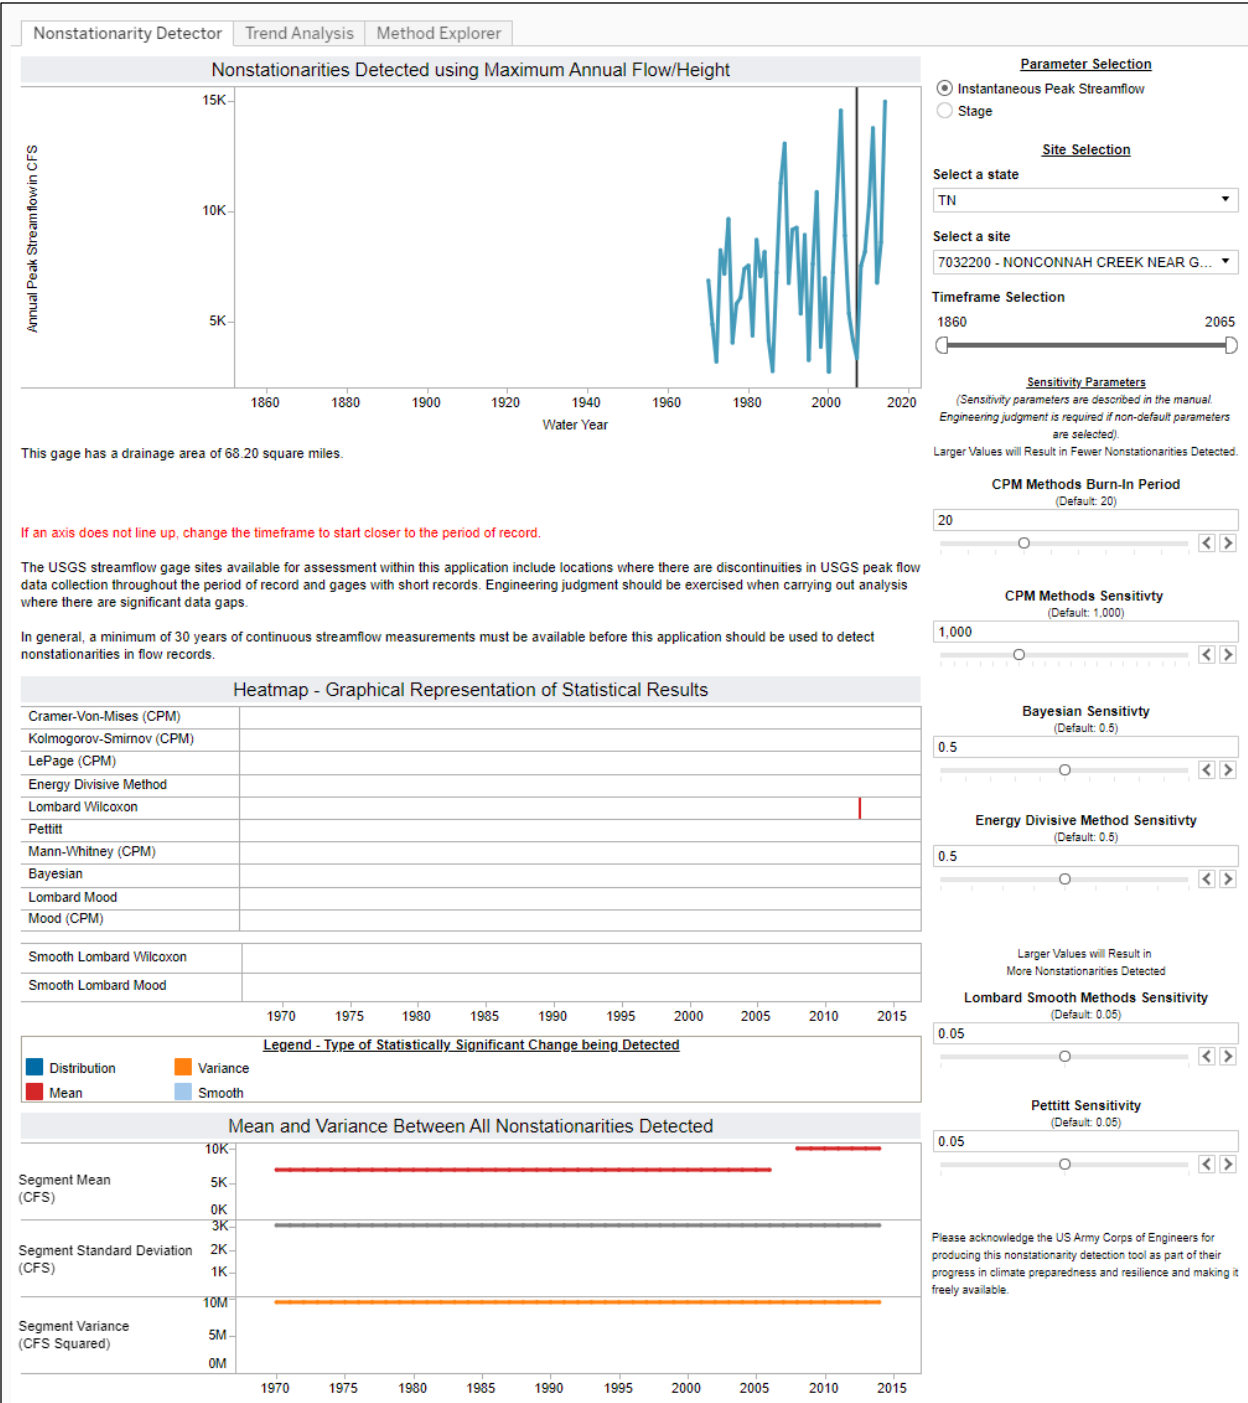 Nonstationarity Detector
Trend Analysis
Method Explorer
Nonstationarities Detected using Maximum Annual Flow/Height
Annual Peak Streamflow in CFS
15K
10K
5K
1860 1880 1900 1920 1940 1960 1980 2000 2020
Water Year
This gage has a drainage area of 68.20 square miles.
If an axis does not line up, change the timeframe to start closer to the period of record.
The USGS streamflow gage sites available for assessment within this application include locations where there are discontinuities in USGS peak flow
data collection throughout the period of record and gages with short records. Engineering judgment should be exercised when carrying out analysis
where there are significant data gaps.
In general, a minimum of 30 years of continuous streamflow measurements must be available before this application should be used to detect
nonstationarities in flow records.
Heatmap - Graphical Representation of Statistical Results
Cramer-Von-Mises (CPM)
Kolmogorov-Smirnov (CPM)
LePage (CPM)
Energy Divisive Method
Lombard Wilcoxon
Pettitt
Mann-Whitney (CPM)
Bayesian
Lombard Mood
Mood (CPM)
Smooth Lombard Wilcoxon
Smooth Lombard Mood
1970 1975 1980 1985 1990 1995 2000 2005 2010 2015
Legend - Type of Statistically Significant Change being Detected
Distribution
Variance
Mean
Smooth
Mean and Variance Between All Nonstationarities Detected
Segment Mean
(CFS)
10K
5K
0K
Segment Standard Deviation
(CFS)
3K
2K
1K
Segment Variance
(CFS Squared)
10M
5M
0M
1970 1975 1980 1985 1990 1995 2000 2005 2010 2015
Parameter Selection
Instantaneous Peak Streamflow
Stage
Site Selection
Select a state
TN
Select a site
7032200 - NONCONNAH CREEK NEAR G...
Timeframe Selection
1860 2065
Sensitivity Parameters
(Sensitivity parameters are described in the manual.
Engineering judgment is required if non-default parameters
are selected).
Larger Values will Result in Fewer Nonstationarities Detected.
CPM Methods Burn-In Period
(Default: 20)
20
CPM Methods Sensitivty
(Default: 1,000)
1,000
Bayesian Sensitivty
(Default: 0.5)
0.5
Energy Divisive Method Sensitivty
(Default: 0.5)
0.5
Larger Values will Result in
More Nonstationarities Detected
Lombard Smooth Methods Sensitivity
(Default: 0.05)
0.05
Pettitt Sensitivity
(Default: 0.05)
0.05
Please acknowledge the US Army Corps of Engineers for
producing this nonstationarity detection tool as part of their
progress in climate preparedness and resilience and making it
freely available.